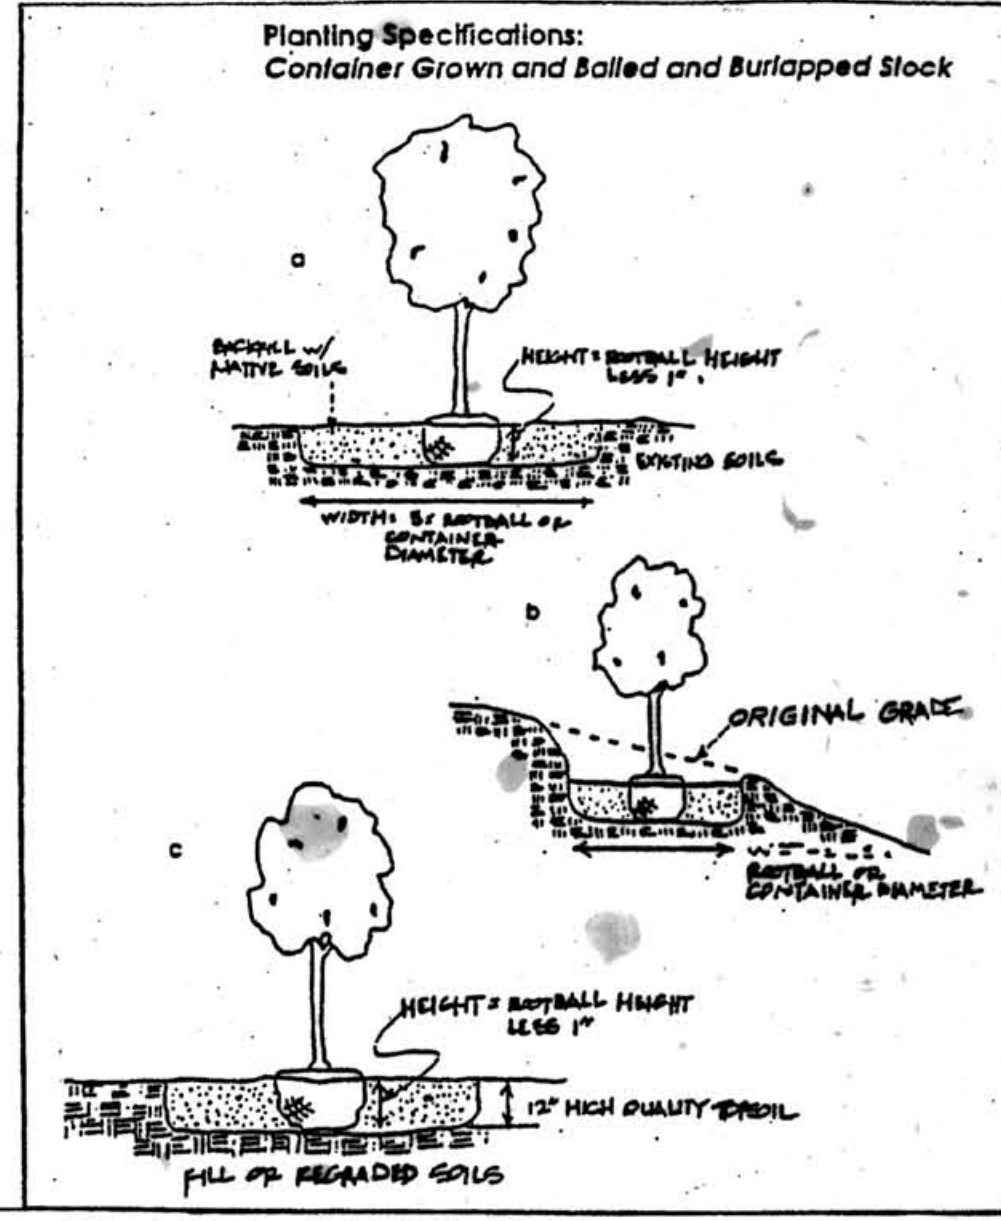 Planting Specifications:
Container Grown and Balled and Burlapped Stock
a
BACKFILL W/
NATIVE SOILS
HEIGHT = ROOTBALL HEIGHT
LESS 1".
EXISTING SOILS
WIDTH: ROOTBALL OR
CONTAINER
DIAMETER
b
ORIGINAL GRADE
ROOTBALL OR
CONTAINER DIAMETER
c
HEIGHT = ROOTBALL HEIGHT
LESS 1"
12" HIGH QUALITY TOPSOIL
FILL OR REGRADED SOILS